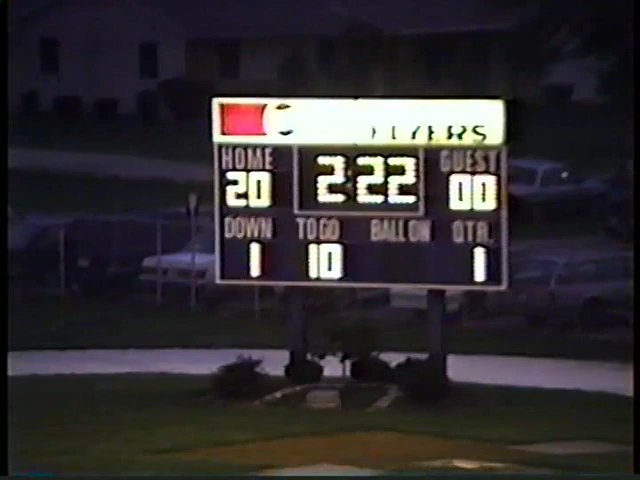 FLYERS
HOME 2:22 GUEST
20 00
DOWN TO GO BALL ON QTR.
1 10 1